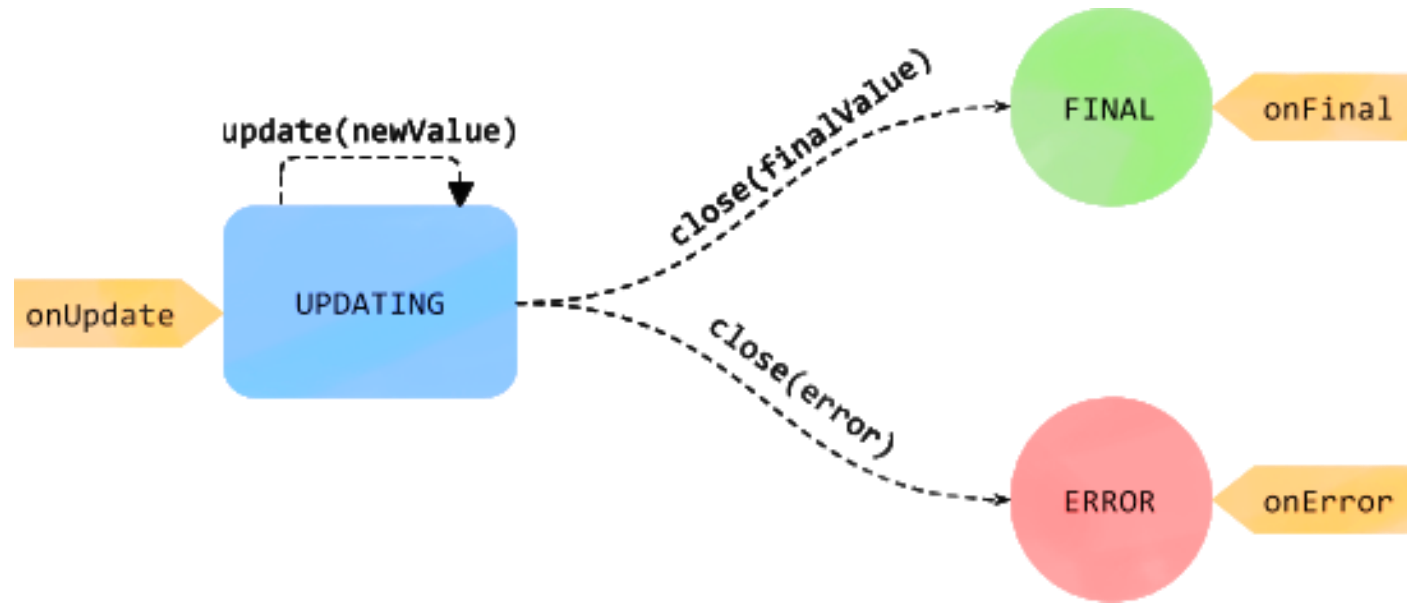 close(finalValue)
FINAL
onFinal
update(newValue)
onUpdate
UPDATING
close(error)
ERROR
onError